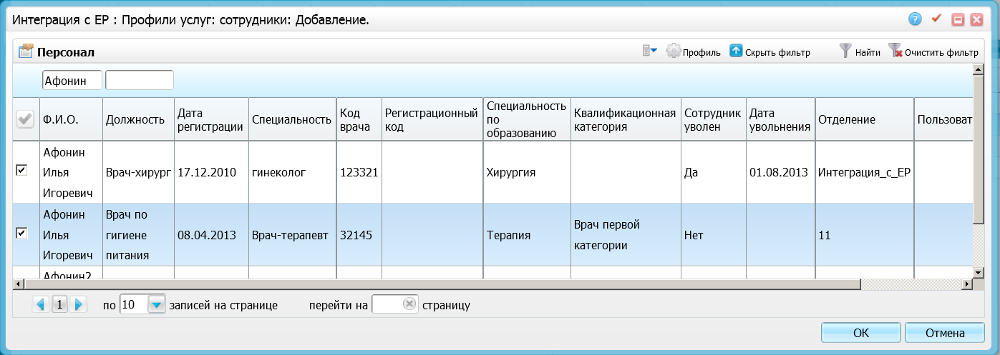 Интеграция с ЕР : Профили услуг: сотрудники: Добавление.
Персонал
Профиль
Скрыть фильтр
Найти
Очистить фильтр
Афонин
Ф.И.О.
Должность
Дата
регистрации
Специальность
Код
врача
Регистрационный
код
Специальность
по
образованию
Квалификационная
категория
Сотрудник
уволен
Дата
увольнения
Отделение
Пользоват
Афонин
Илья
Игоревич
Врач-хирург
17.12.2010
гинеколог
123321
Хирургия
Да
01.08.2013
Интеграция_с_ЕР
Афонин
Илья
Игоревич
Врач по
гигиене
питания
08.04.2013
Врач-терапевт
32145
Терапия
Врач первой
категории
Нет
11
Афонин2
1
по 10 записей на странице
перейти на страницу
ОК
Отмена